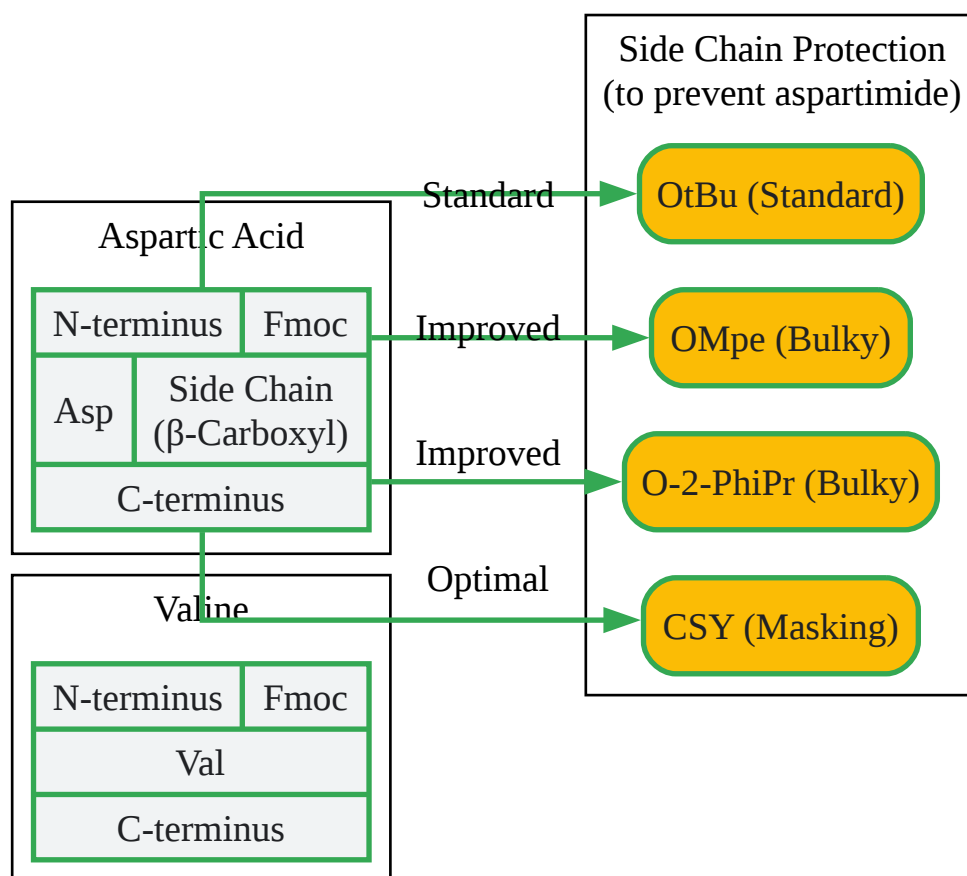 Side Chain Protection
(to prevent aspartimide)
Standard
OtBu (Standard)
Aspartic Acid
N-terminus
Fmoc
Improved
OMpe (Bulky)
Asp
Side Chain
(β-Carboxyl)
Improved
C-terminus
O-2-PhiPr (Bulky)
Optimal
Valine
CSY (Masking)
N-terminus
Fmoc
Val
C-terminus